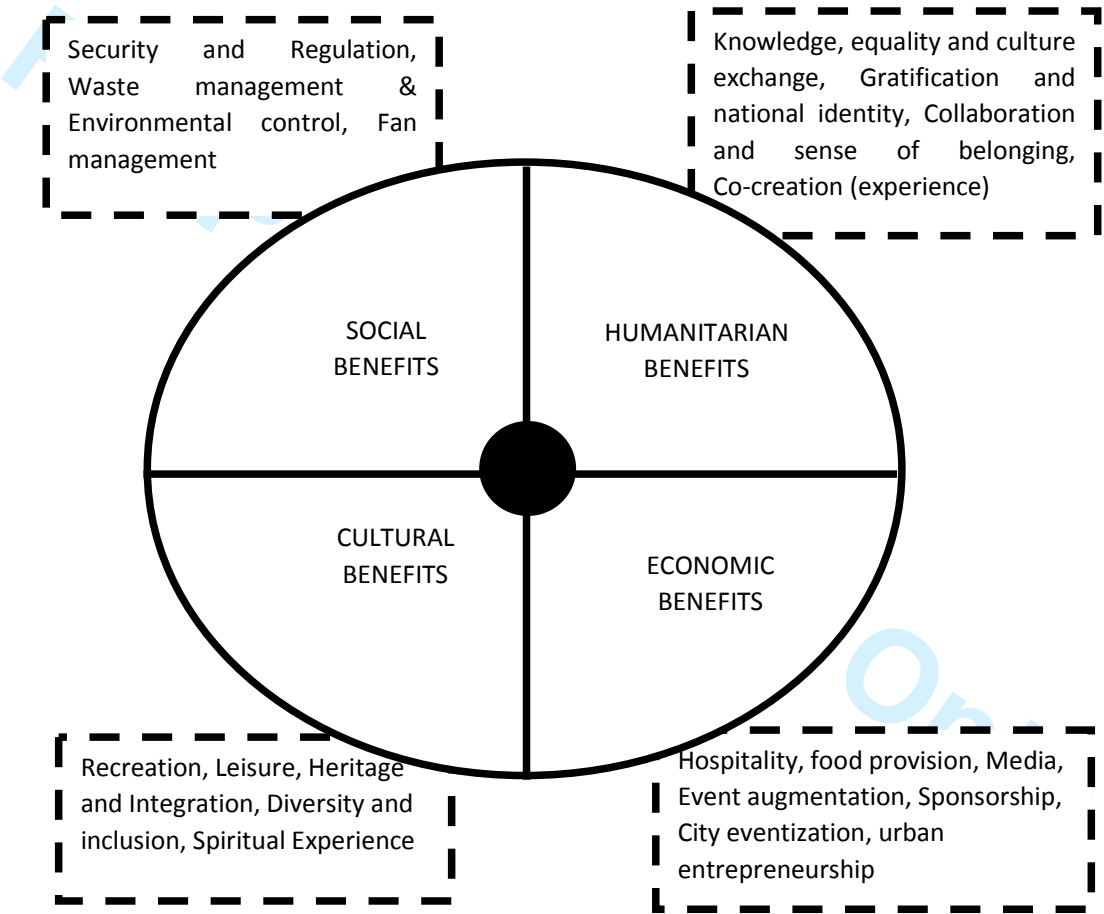 Security and Regulation,
Waste management &
Environmental control, Fan
management
Knowledge, equality and culture
exchange, Gratification and
national identity, Collaboration
and sense of belonging,
Co-creation (experience)
SOCIAL
BENEFITS
HUMANITARIAN
BENEFITS
CULTURAL
BENEFITS
ECONOMIC
BENEFITS
Recreation, Leisure, Heritage
and Integration, Diversity and
inclusion, Spiritual Experience
Hospitality, food provision, Media,
Event augmentation, Sponsorship,
City eventization, urban
entrepreneurship